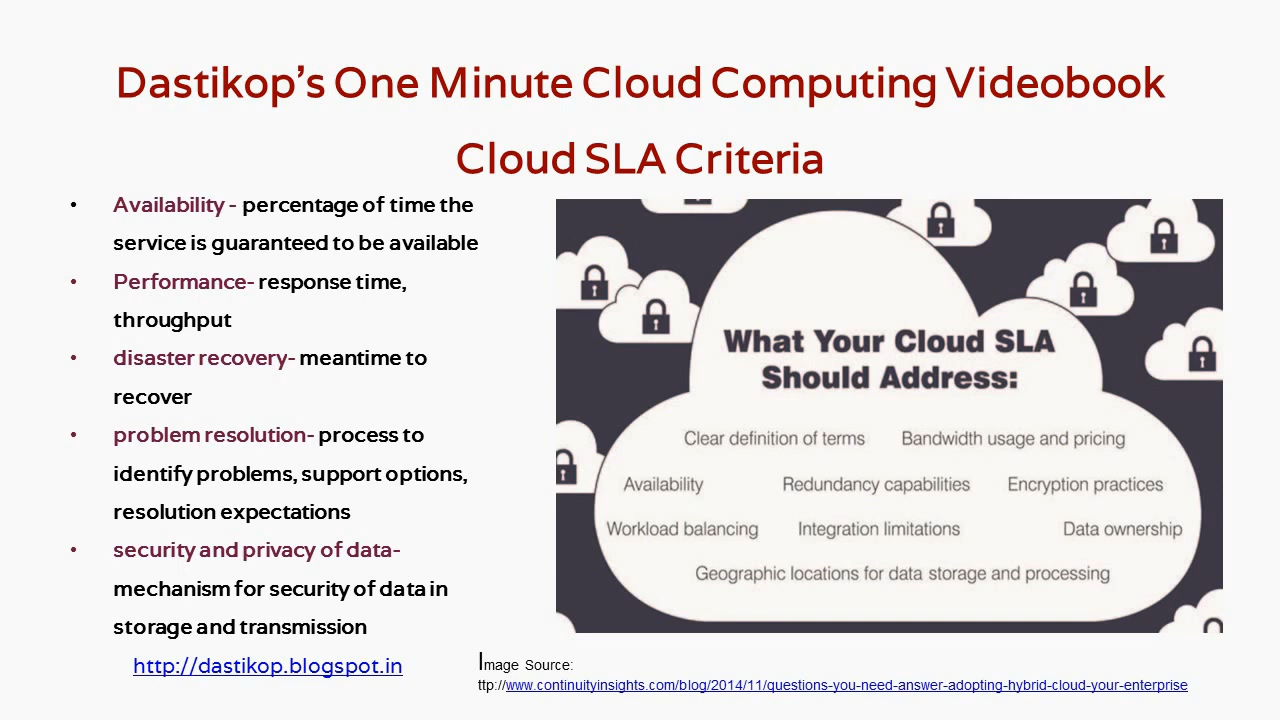 Dastikop's One Minute Cloud Computing Videobook
Cloud SLA Criteria
• Availability - percentage of time the
service is guaranteed to be available
• Performance- response time,
throughput
• disaster recovery- meantime to
recover
• problem resolution- process to
identify problems, support options,
resolution expectations
• security and privacy of data-
mechanism for security of data in
storage and transmission
http://dastikop.blogspot.in
What Your Cloud SLA
Should Address:
Clear definition of terms Bandwidth usage and pricing
Availability Redundancy capabilities Encryption practices
Workload balancing Integration limitations Data ownership
Geographic locations for data storage and processing
Image Source:
ttp://www.continuityinsights.com/blog/2014/11/questions-you-need-answer-adopting-hybrid-cloud-your-enterprise